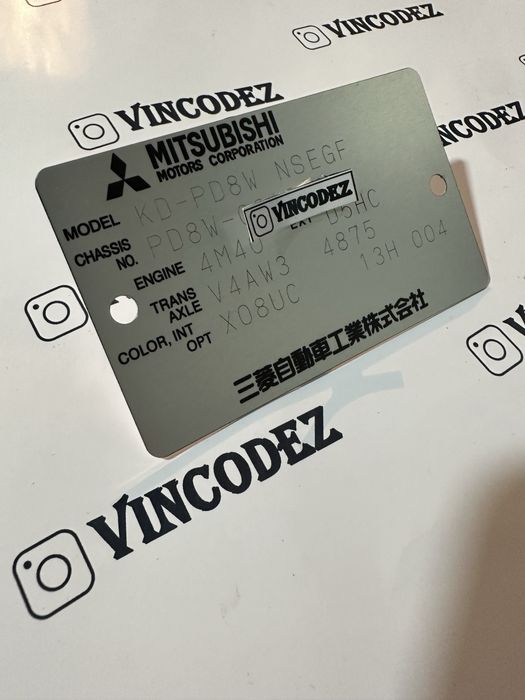 VINCODEZ
VINCODEZ
MITSUBISHI
MOTORS CORPORATION
MODEL KD-PD8W NSEGF
CHASSIS NO. PD8W-
VINCODEZ
ENGINE 4M40 EXT D5HC
TRANS AXLE V4AW3 4875
COLOR, INT OPT X08UC 13H 004
三菱自動車工業株式会社
VINCODEZ
VINCODEZ